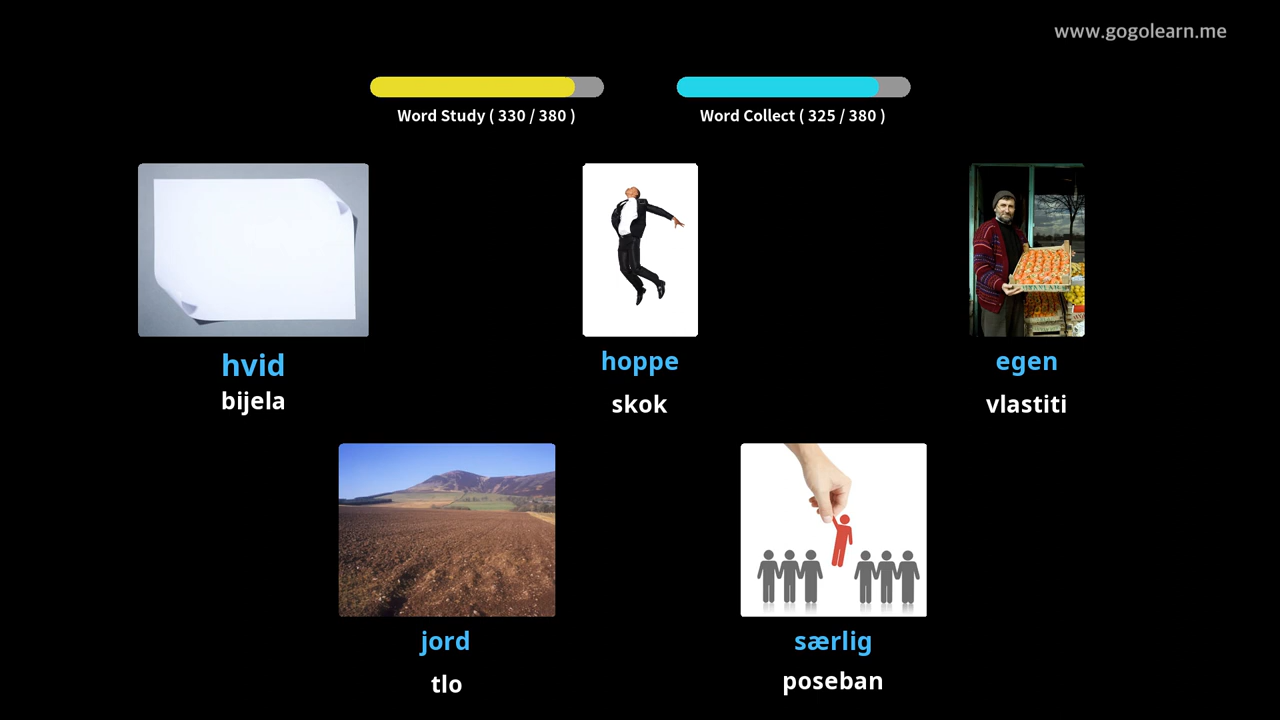 www.gogolearn.me
Word Study ( 330 / 380 )
Word Collect ( 325 / 380 )
hvid
bijela
hoppe
skok
egen
vlastiti
jord
tlo
særlig
poseban